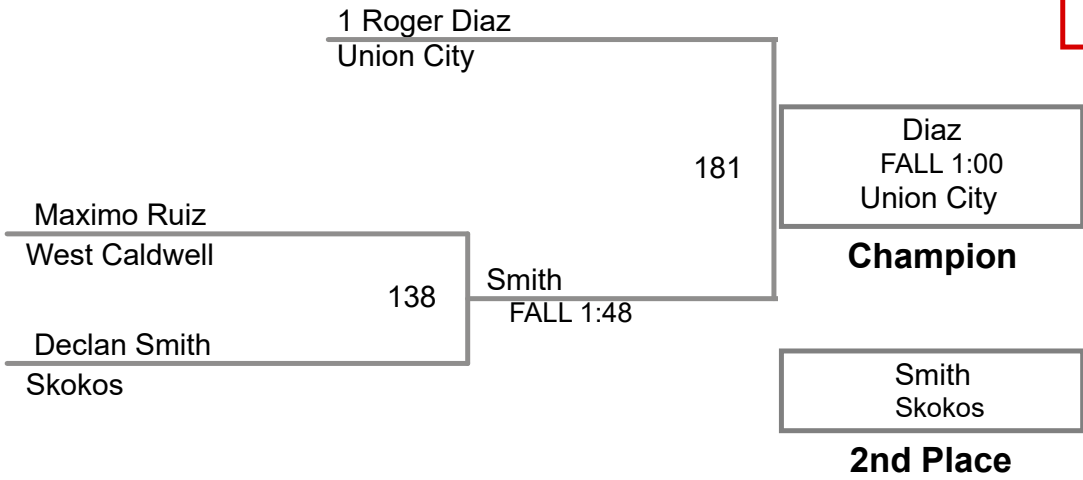 1 Roger Diaz
Union City
181
Diaz
FALL 1:00
Union City
Champion
Maximo Ruiz
West Caldwell
138
Smith
FALL 1:48
Declan Smith
Skokos
Smith
Skokos
2nd Place